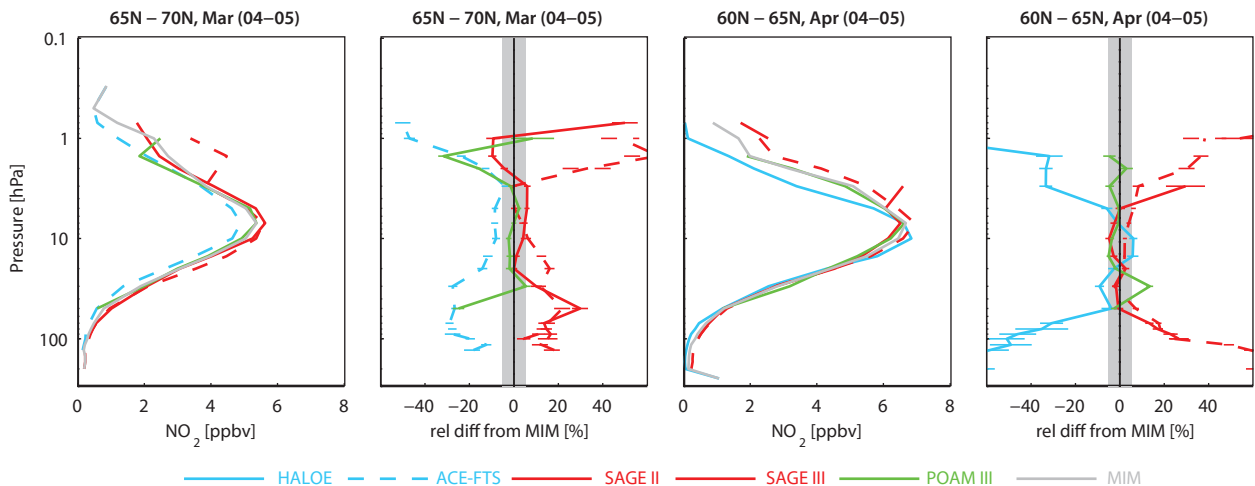 65N – 70N, Mar (04–05)
65N – 70N, Mar (04–05)
60N – 65N, Apr (04–05)
60N – 65N, Apr (04–05)
Pressure [hPa]
0.1
1
10
100
0 2 4 6 8
−40 −20 0 20 40
0 2 4 6 8
−40 −20 0 20 40
NO2 [ppbv]
rel diff from MIM [%]
NO2 [ppbv]
rel diff from MIM [%]
HALOE ACE-FTS SAGE II SAGE III POAM III MIM